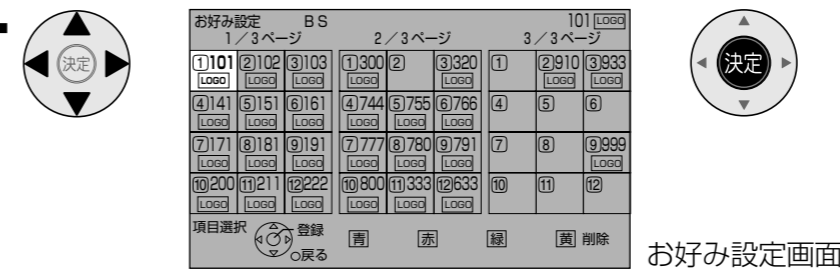 お好み設定 BS 101 LOGO
1/3ページ 2/3ページ 3/3ページ
決定 ①101 ②102 ③103 ①300 ② ③320 ① ②910 ③933 決定
LOGO LOGO LOGO LOGO LOGO LOGO LOGO
④141 ⑤151 ⑥161 ④744 ⑤755 ⑥766 ④ ⑤ ⑥
LOGO LOGO LOGO LOGO LOGO LOGO
⑦171 ⑧181 ⑨191 ⑦777 ⑧780 ⑨791 ⑦ ⑧ ⑨999
LOGO LOGO LOGO LOGO LOGO LOGO LOGO
⑩200 ⑪211 ⑫222 ⑩800 ⑪333 ⑫633 ⑩ ⑪ ⑫
LOGO LOGO LOGO LOGO LOGO LOGO
項目選択 登録 青 赤 緑 黄 削除
○戻る
お好み設定画面